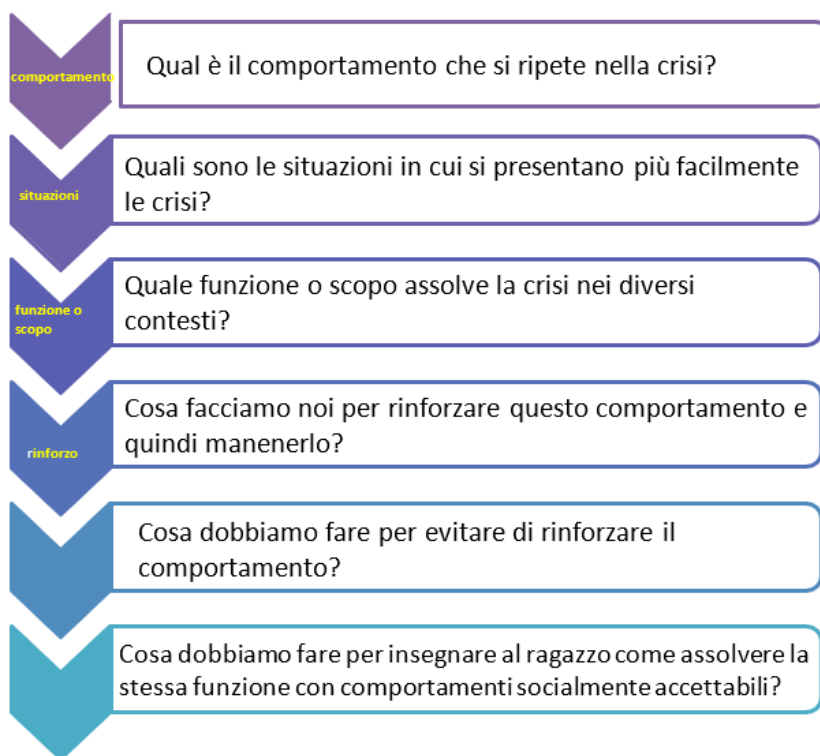 comportamento
Qual è il comportamento che si ripete nella crisi?
situazioni
Quali sono le situazioni in cui si presentano più facilmente
le crisi?
funzione o
scopo
Quale funzione o scopo assolve la crisi nei diversi
contesti?
rinforzo
Cosa facciamo noi per rinforzare questo comportamento e
quindi manenerlo?
Cosa dobbiamo fare per evitare di rinforzare il
comportamento?
Cosa dobbiamo fare per insegnare al ragazzo come assolvere la
stessa funzione con comportamenti socialmente accettabili?